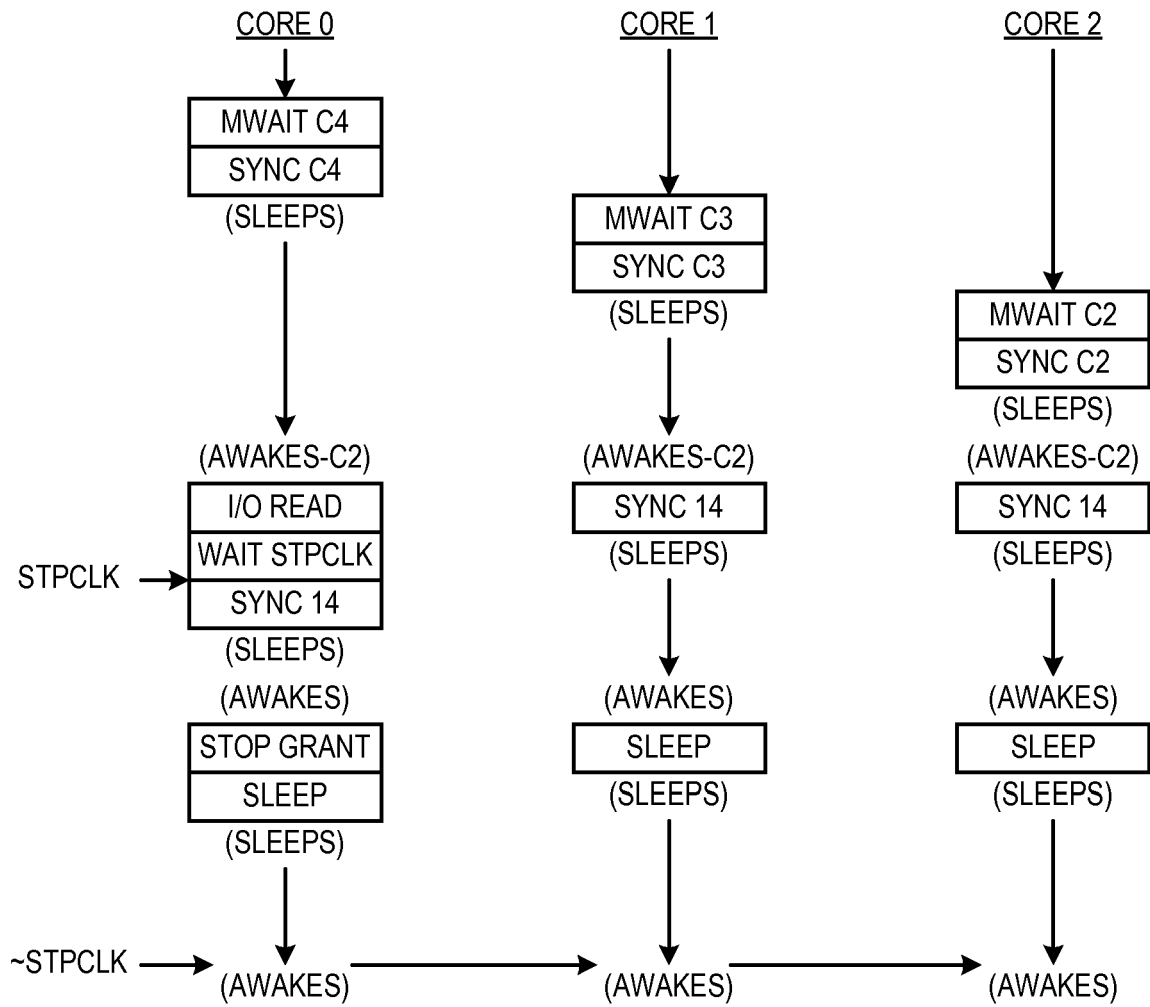 CORE 0
CORE 1
CORE 2
MWAIT C4
SYNC C4
(SLEEPS)
MWAIT C3
SYNC C3
(SLEEPS)
MWAIT C2
SYNC C2
(SLEEPS)
(AWAKES-C2)
(AWAKES-C2)
(AWAKES-C2)
I/O READ
SYNC 14
SYNC 14
WAIT STPCLK
(SLEEPS)
(SLEEPS)
STPCLK
SYNC 14
(SLEEPS)
(AWAKES)
(AWAKES)
(AWAKES)
STOP GRANT
SLEEP
SLEEP
SLEEP
(SLEEPS)
(SLEEPS)
(SLEEPS)
~STPCLK
(AWAKES)
(AWAKES)
(AWAKES)